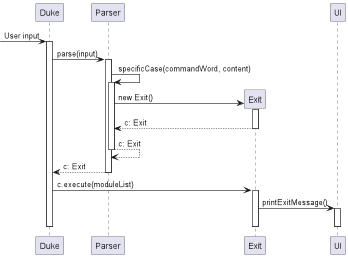 Duke
Parser
UI
User input
parse(input)
specificCase(commandWord, content)
new Exit()
Exit
c: Exit
c: Exit
c: Exit
c.execute(moduleList)
printExitMessage()
Duke
Parser
Exit
UI